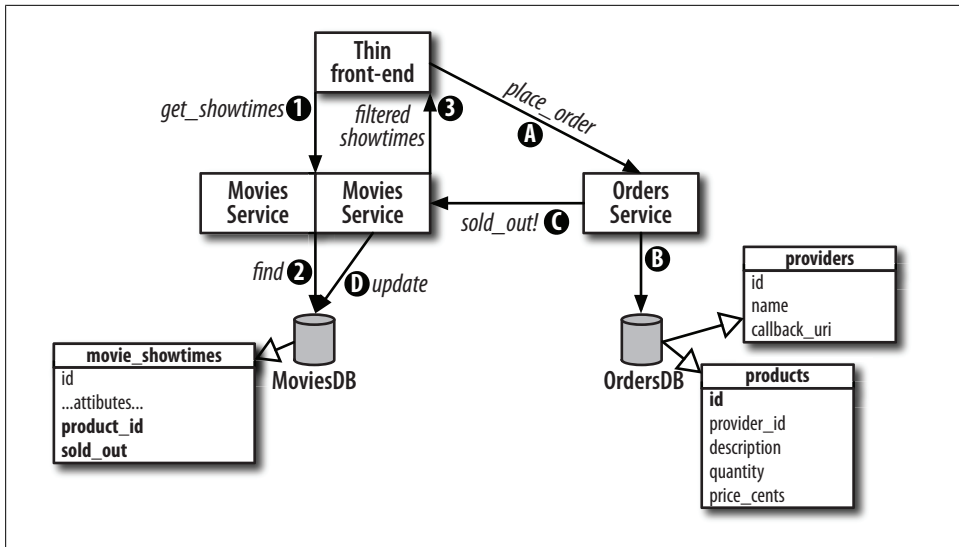 Thin
front-end
get_showtimes 1
filtered
showtimes
3
place_order
A
Movies
Service
Movies
Service
Orders
Service
sold_out! C
find 2
D update
B
MoviesDB
OrdersDB
movie_showtimes
id
...attibutes...
product_id
sold_out
providers
id
name
callback_uri
products
id
provider_id
description
quantity
price_cents